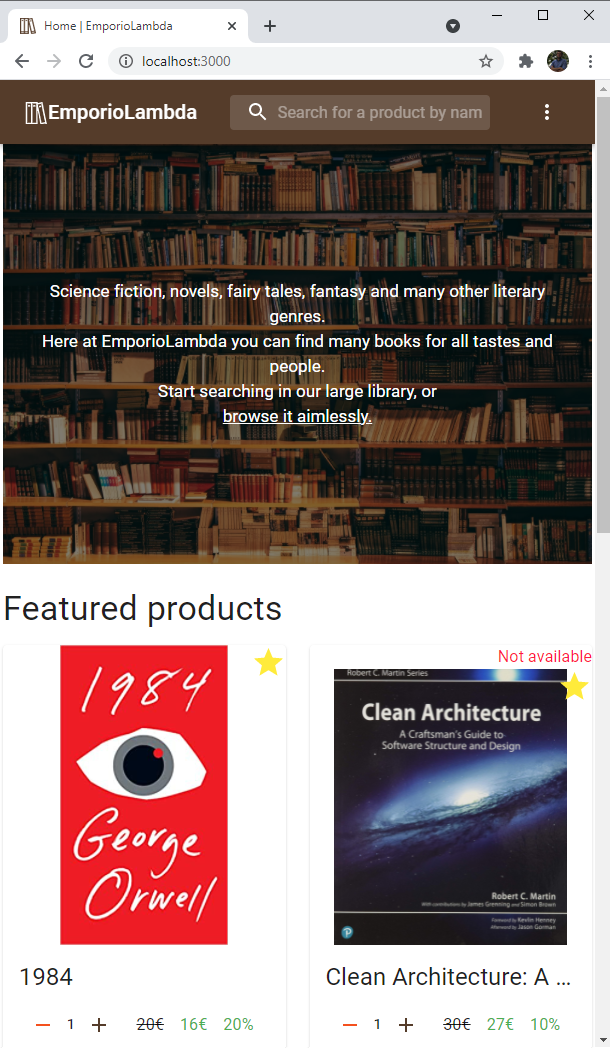 Home | EmporioLambda
localhost:3000
EmporioLambda
Search for a product by nam
Science fiction, novels, fairy tales, fantasy and many other literary
genres.
Here at EmporioLambda you can find many books for all tastes and
people.
Start searching in our large library, or
browse it aimlessly.
Featured products
1984
George
Orwell
1984
1 20€ 16€ 20%
Not available
Robert C. Martin Series
Clean Architecture
A Craftsman's Guide to
Software Structure and Design
Robert C. Martin
With contributions by James Grenning and Simon Brown
Foreword by Kevlin Henney
Afterword by Jason Gorman
P
Clean Architecture: A ...
1 30€ 27€ 10%